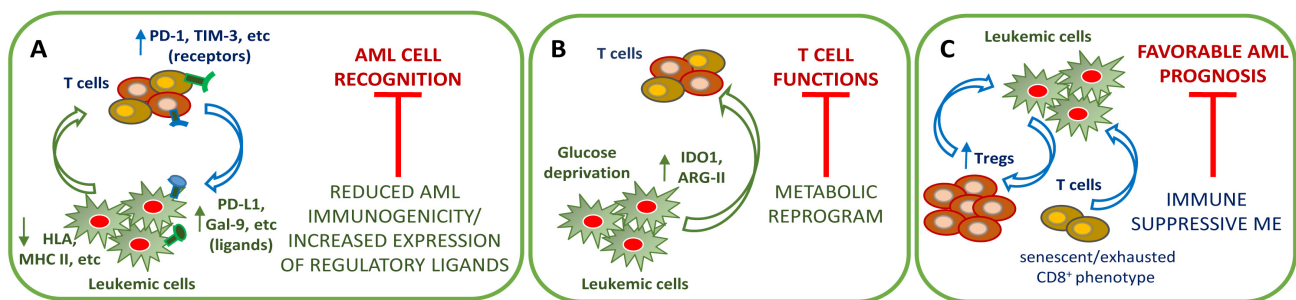 A
PD-1, TIM-3, etc
(receptors)
T cells
HLA,
MHC II, etc
PD-L1,
Gal-9, etc
(ligands)
Leukemic cells
AML CELL
RECOGNITION
REDUCED AML
IMMUNOGENICITY/
INCREASED EXPRESSION
OF REGULATORY LIGANDS
B
T cells
Glucose
deprivation
IDO1,
ARG-II
Leukemic cells
T CELL
FUNCTIONS
METABOLIC
REPROGRAM
C
Leukemic cells
Tregs
T cells
senescent/exhausted
CD8⁺ phenotype
FAVORABLE AML
PROGNOSIS
IMMUNE
SUPPRESSIVE ME